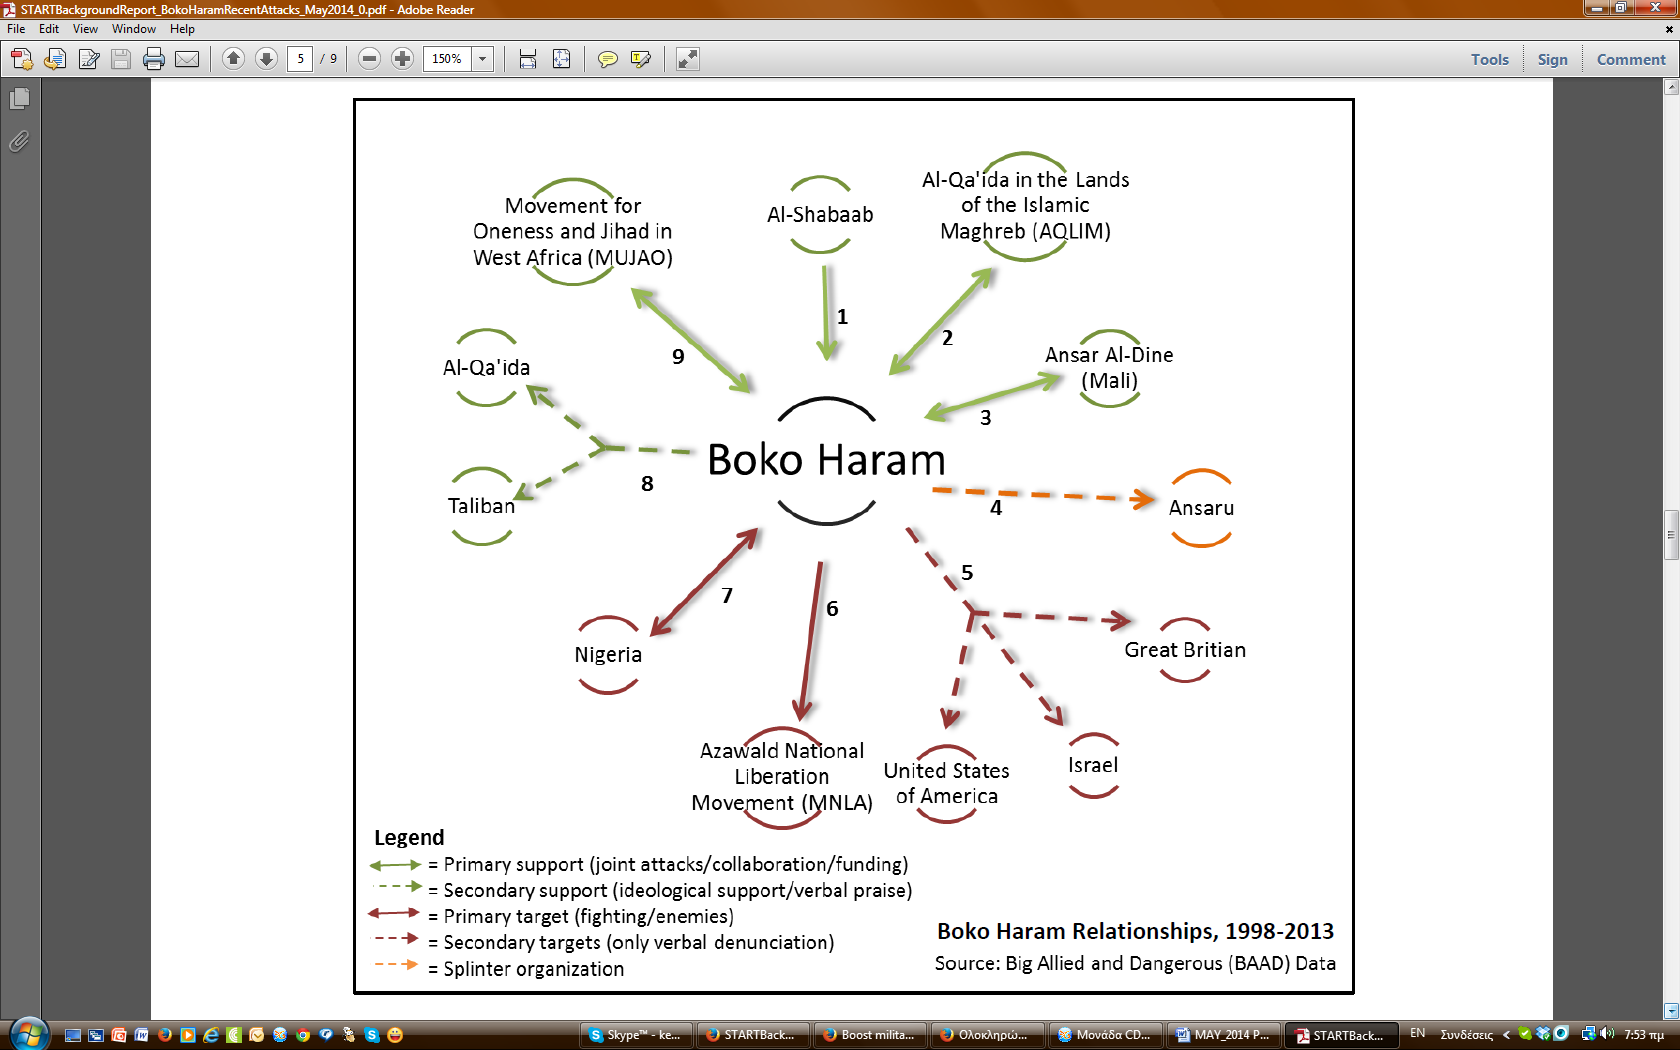 STARTBackgroundReport_BokoHaramRecentAttacks_May2014_0.pdf - Adobe Reader
File Edit View Window Help
5 / 9 150% Tools Sign Comment
Movement for
Oneness and Jihad in
West Africa (MUJAO)
Al-Shabaab
Al-Qa'ida in the Lands
of the Islamic
Maghreb (AQLIM)
1
2
9
Al-Qa'ida
Ansar Al-Dine
(Mali)
3
Boko Haram
8
Taliban
4
Ansaru
5
7
6
Nigeria
Great Britian
Azawald National
Liberation
Movement (MNLA)
United States
of America
Israel
Legend
= Primary support (joint attacks/collaboration/funding)
= Secondary support (ideological support/verbal praise)
= Primary target (fighting/enemies)
= Secondary targets (only verbal denunciation)
= Splinter organization
Boko Haram Relationships, 1998-2013
Source: Big Allied and Dangerous (BAAD) Data
Skype™ - ke... STARTBack... Boost milita... Ολοκληρώ... Μονάδα CD... MAY_2014 P... STARTBack... EN Συνδέσεις 7:53 πμ